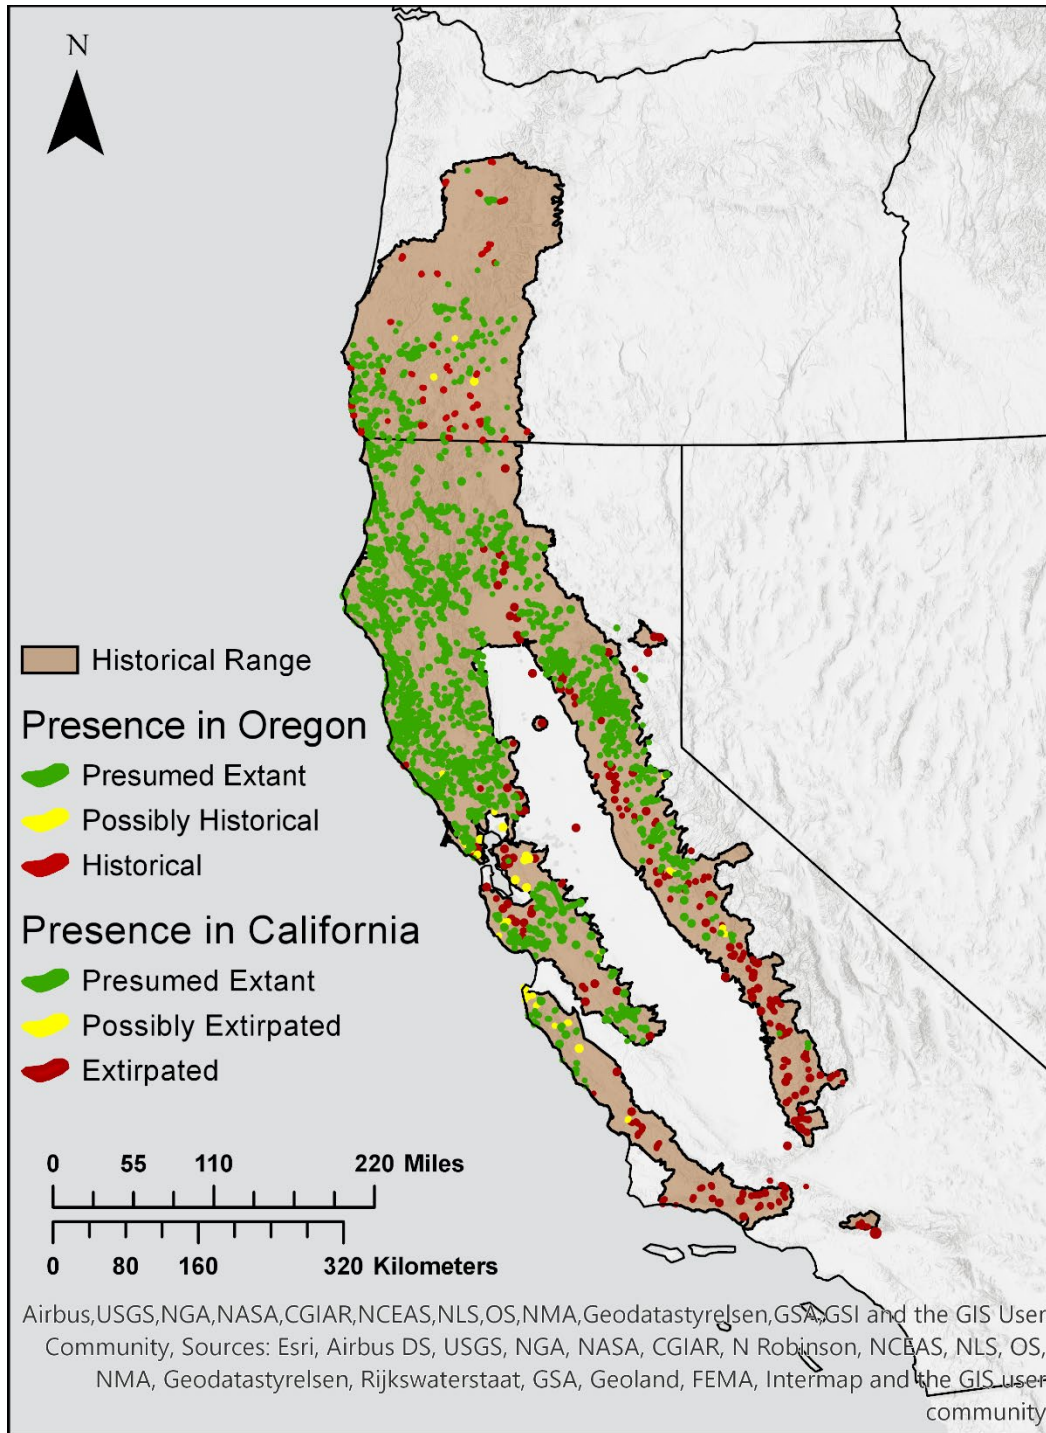 N
Historical Range
Presence in Oregon
Presumed Extant
Possibly Historical
Historical
Presence in California
Presumed Extant
Possibly Extirpated
Extirpated
0 55 110 220 Miles
0 80 160 320 Kilometers
Airbus,USGS,NGA,NASA,CGIAR,NCEAS,NLS,OS,NMA,Geodatastyrelsen,GSA,GSI and the GIS User
Community, Sources: Esri, Airbus DS, USGS, NGA, NASA, CGIAR, N Robinson, NCEAS, NLS, OS,
NMA, Geodatastyrelsen, Rijkswaterstaat, GSA, Geoland, FEMA, Intermap and the GIS user
community